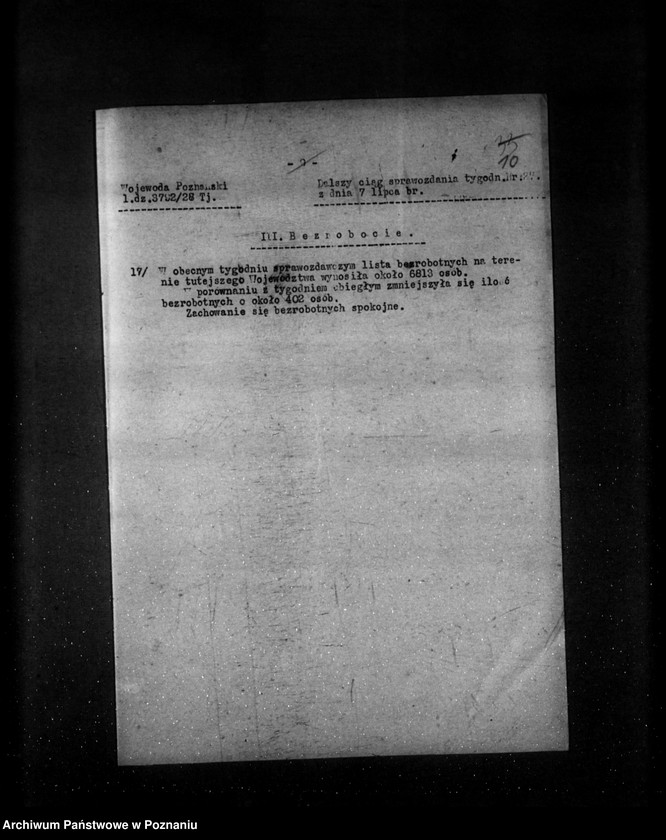 10
Wojewoda Poznański
l.dz.3702/28 Tj.
Dalszy ciąg sprawozdania tygodn.Nr:
z dnia 7 lipca br.
III. Bezrobocie.
17/ W obecnym tygodniu sprawozdawczym lista bezrobotnych na tere-
nie tutejszego Województwa wynosiła około 6813 osób.
W porównaniu z tygodniem ubiegłym zmniejszyła się ilość
bezrobotnych o około 402 osób.
Zachowanie się bezrobotnych spokojne.
Archiwum Państwowe w Poznaniu